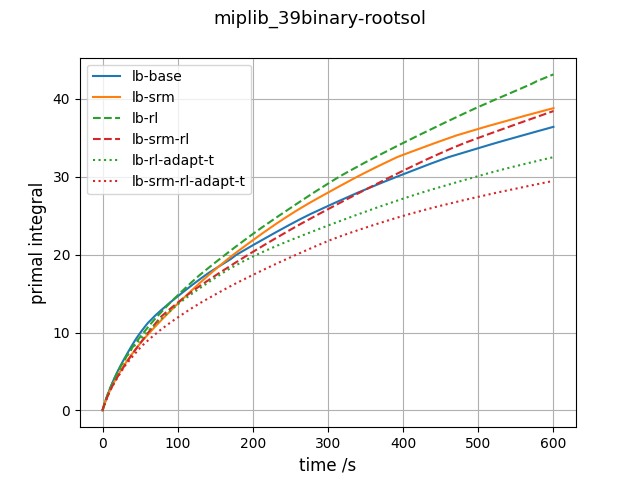 miplib_39binary-rootsol
lb-base
lb-srm
lb-rl
lb-srm-rl
lb-rl-adapt-t
lb-srm-rl-adapt-t
primal integral
40
30
20
10
0
0 100 200 300 400 500 600
time /s